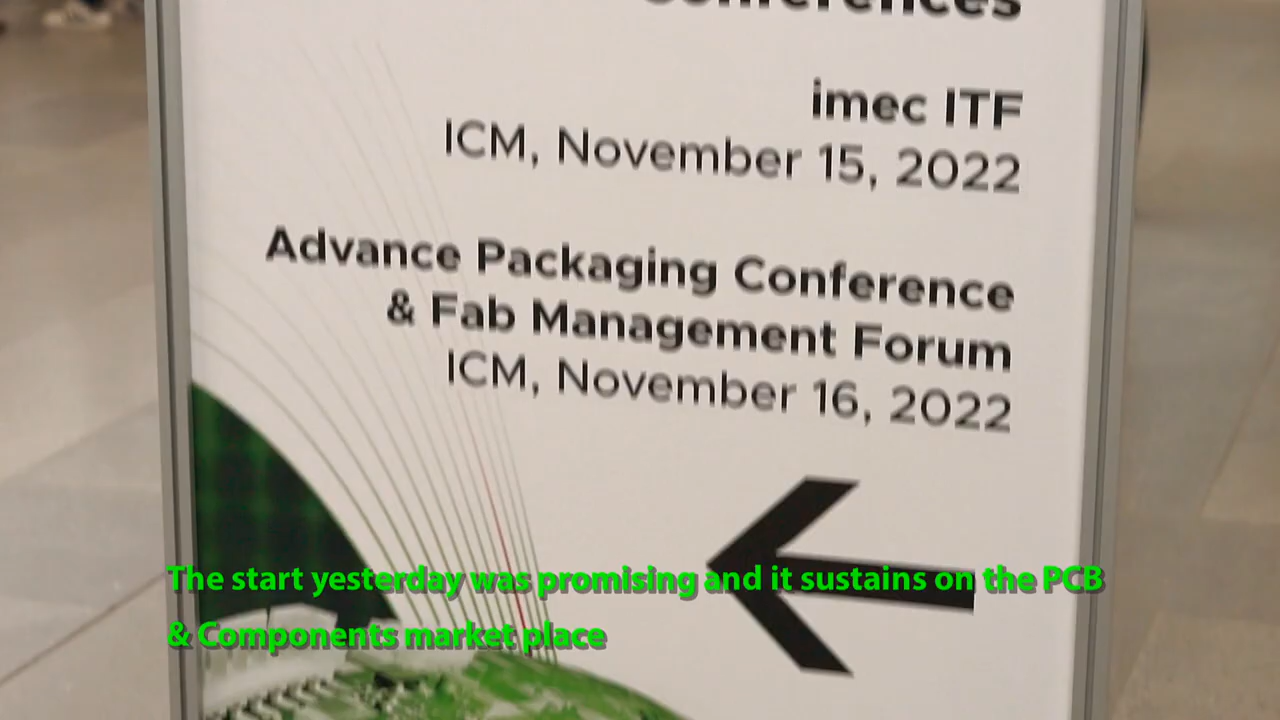 Conferences
imec ITF
ICM, November 15, 2022
Advance Packaging Conference
& Fab Management Forum
ICM, November 16, 2022
The start yesterday was promising and it sustains on the PCB
& Components market place